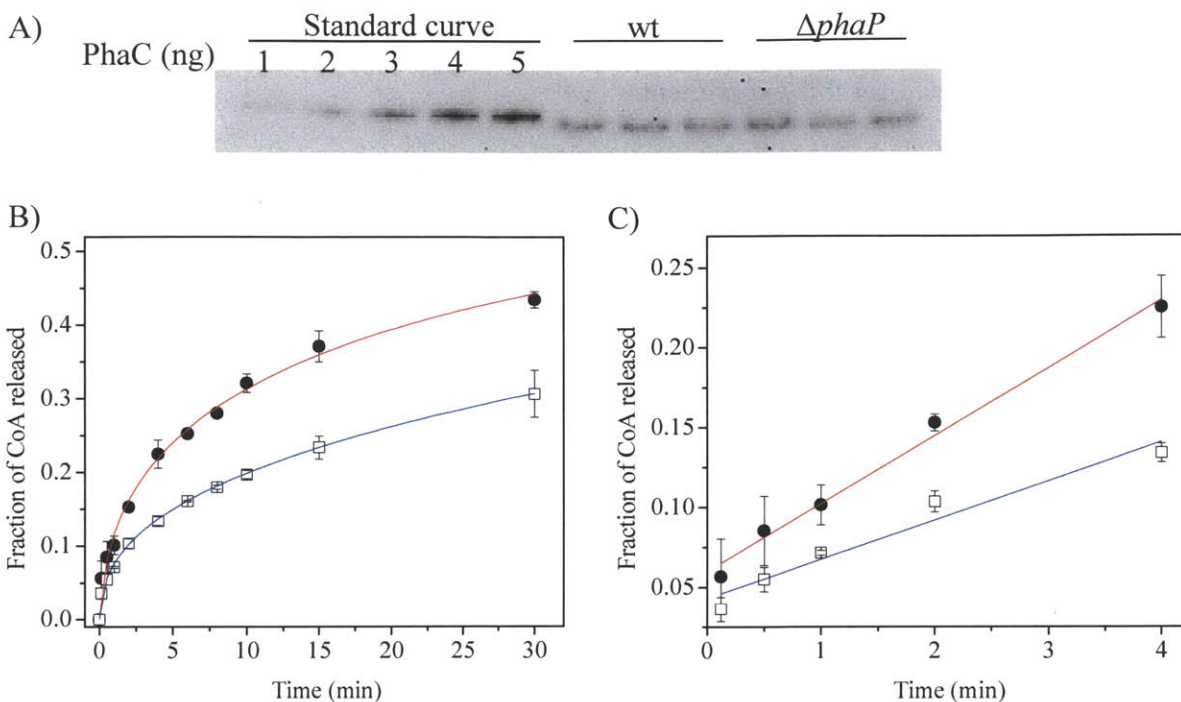 A)
Standard curve wt ΔphaP
PhaC (ng) 1 2 3 4 5
B)
Fraction of CoA released
0.5
0.4
0.3
0.2
0.1
0.0
0 5 10 15 20 25 30
Time (min)
C)
Fraction of CoA released
0.25
0.20
0.15
0.10
0.05
0 1 2 3 4
Time (min)